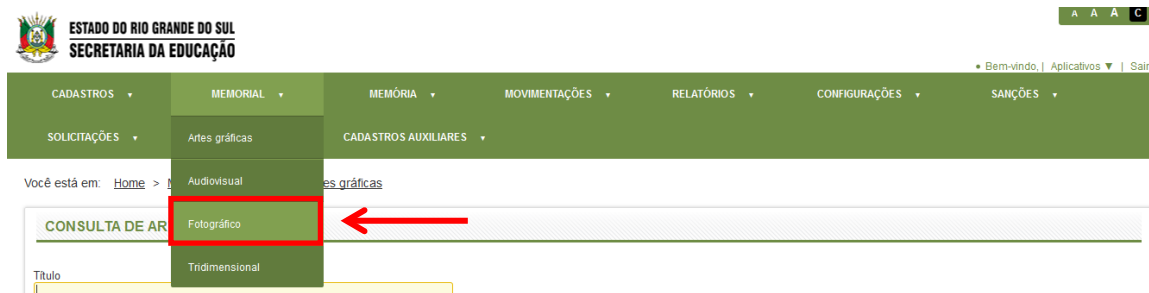 A A A C
ESTADO DO RIO GRANDE DO SUL
SECRETARIA DA EDUCAÇÃO
• Bem-vindo, | Aplicativos ▼ | Sair
CADASTROS ▼ MEMORIAL ▼ MEMÓRIA ▼ MOVIMENTAÇÕES ▼ RELATÓRIOS ▼ CONFIGURAÇÕES ▼ SANÇÕES ▼
SOLICITAÇÕES ▼ CADASTROS AUXILIARES ▼
Artes gráficas
Audiovisual
Fotográfico
Tridimensional
Você está em: Home > es gráficas
CONSULTA DE AR
Título